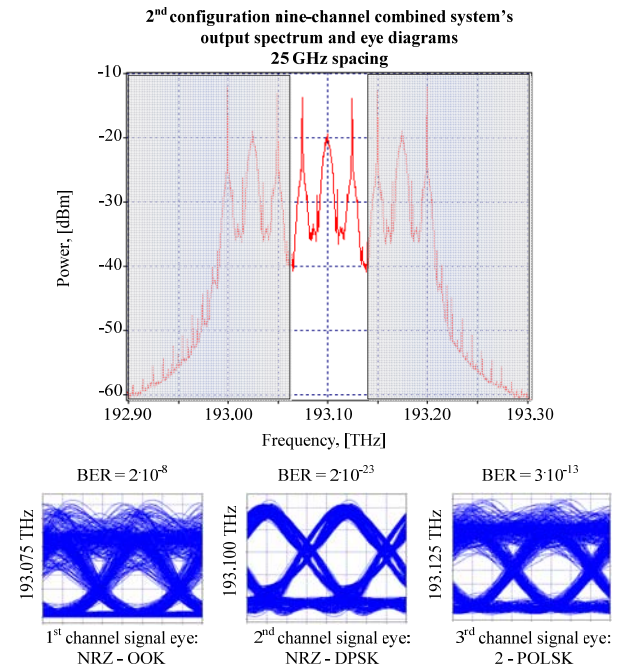 2nd configuration nine-channel combined system's
output spectrum and eye diagrams
25 GHz spacing
-10
-20
-30
-40
-50
-60
Power, [dBm]
192.90 193.00 193.10 193.20 193.30
Frequency, [THz]
BER = 2·10-8 BER = 2·10-23 BER = 3·10-13
193.075 THz 193.100 THz 193.125 THz
1st channel signal eye: 2nd channel signal eye: 3rd channel signal eye:
NRZ - OOK NRZ - DPSK 2 - POLSK